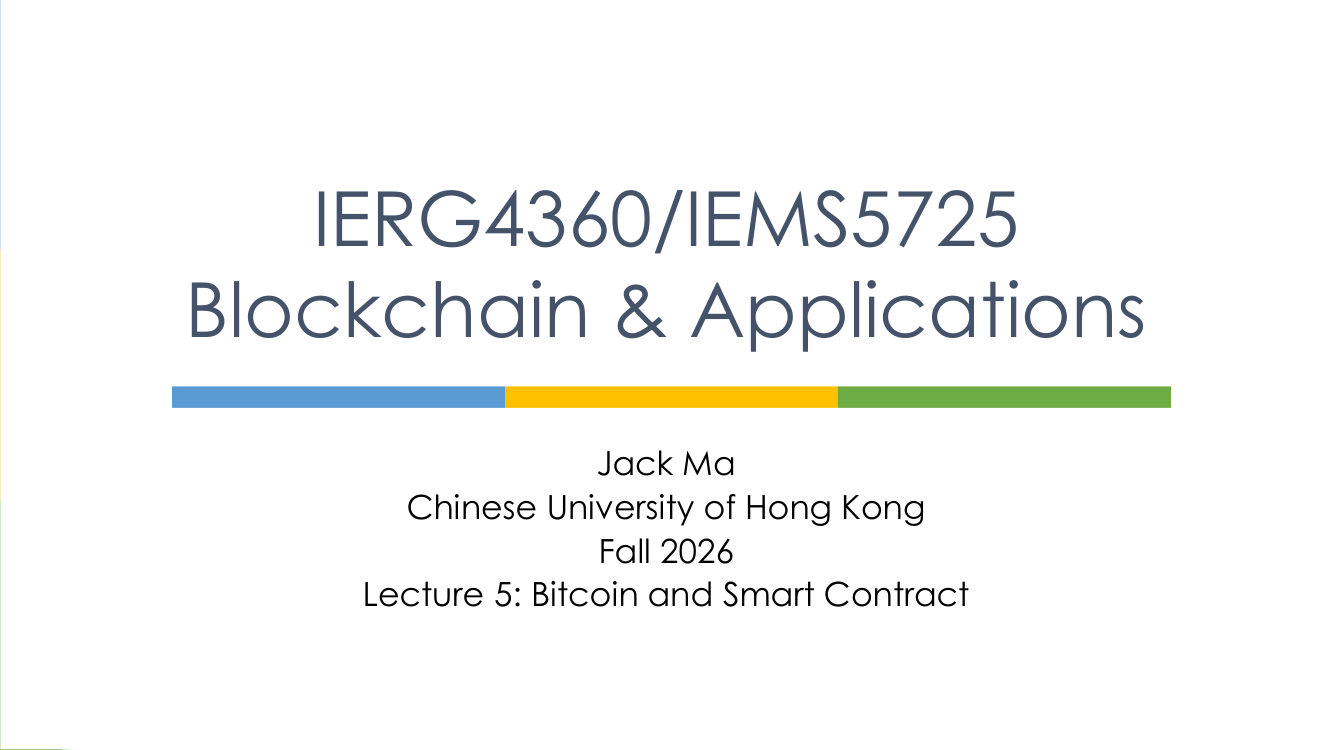 IERG4360/IEMS5725
Blockchain & Applications
Jack Ma
Chinese University of Hong Kong
Fall 2026
Lecture 5: Bitcoin and Smart Contract